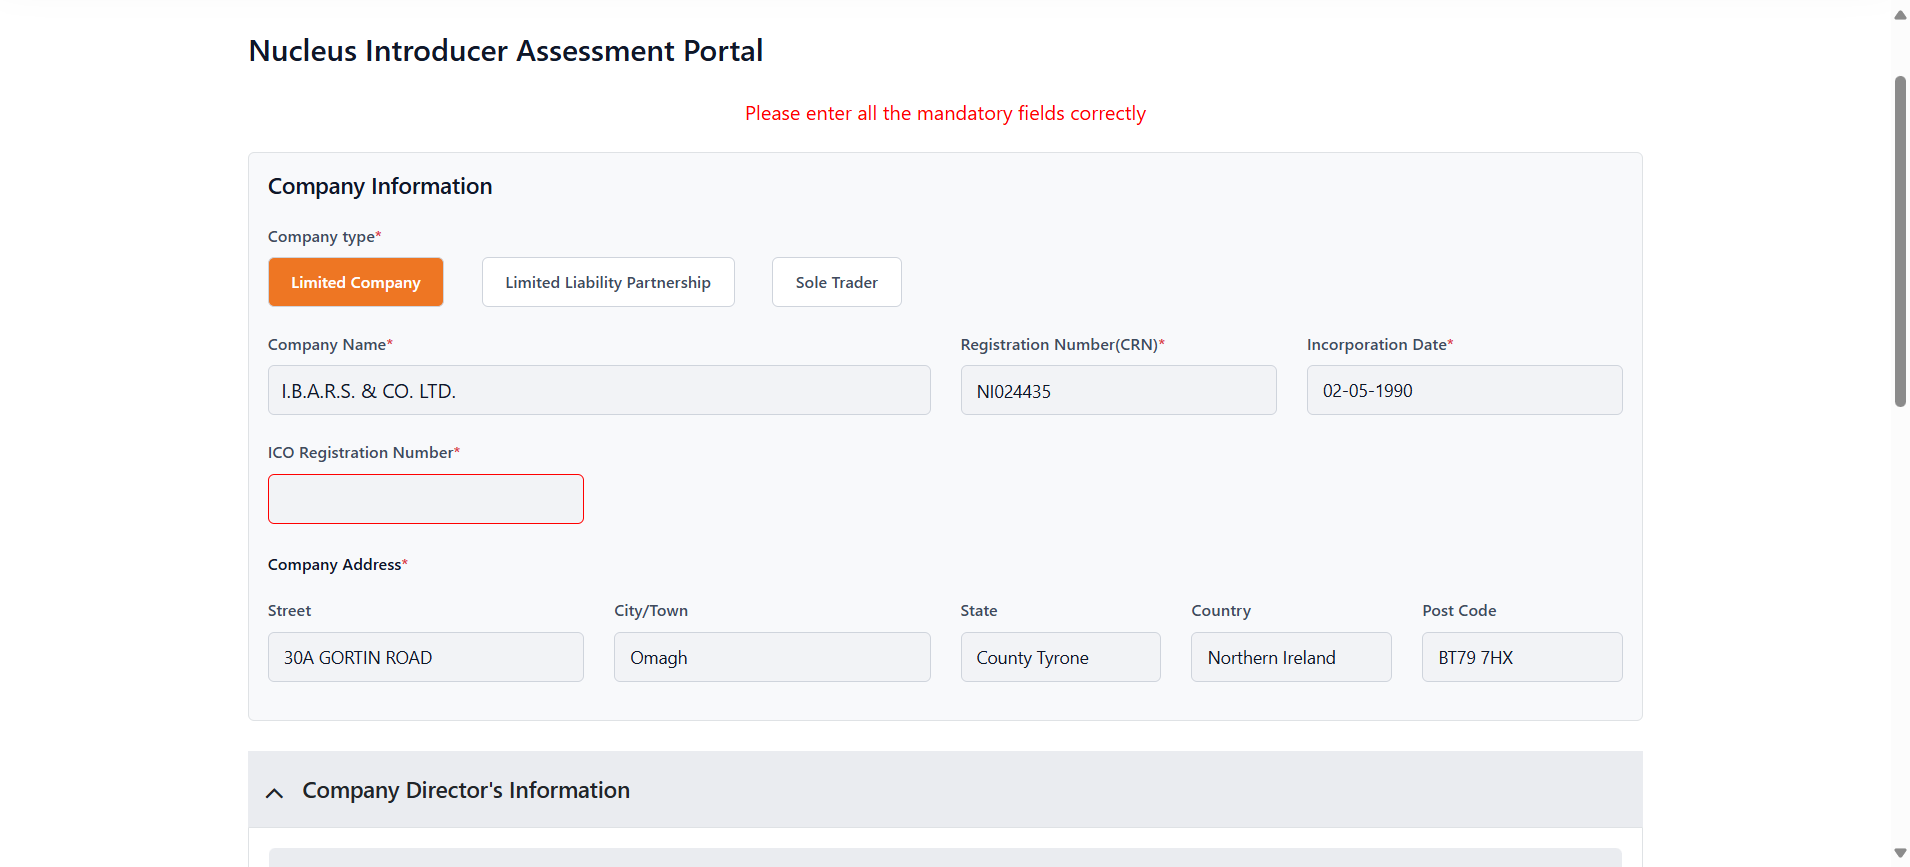 Nucleus Introducer Assessment Portal
Please enter all the mandatory fields correctly
Company Information
Company type*
Limited Company
Limited Liability Partnership
Sole Trader
Company Name*
Registration Number(CRN)*
Incorporation Date*
I.B.A.R.S. & CO. LTD.
NI024435
02-05-1990
ICO Registration Number*
Company Address*
Street
City/Town
State
Country
Post Code
30A GORTIN ROAD
Omagh
County Tyrone
Northern Ireland
BT79 7HX
Company Director's Information